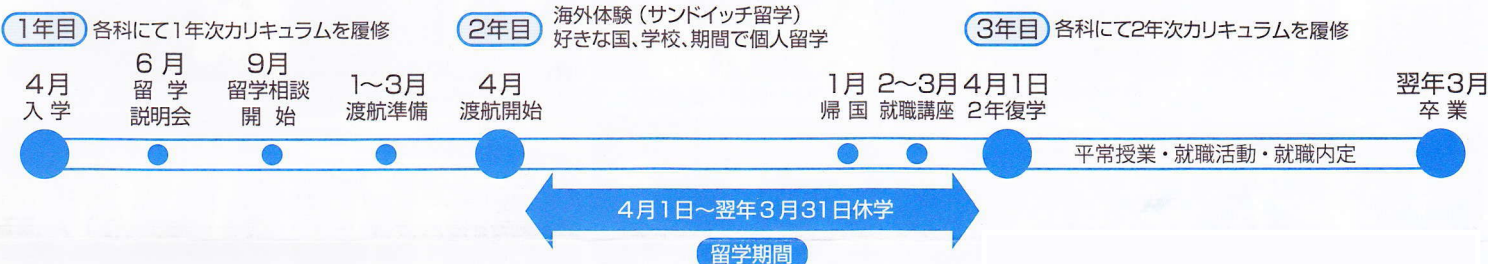 1年目 各科にて1年次カリキュラムを履修
2年目 海外体験(サンドイッチ留学)
好きな国、学校、期間で個人留学
3年目 各科にて2年次カリキュラムを履修
4月
入学
6月
留学
説明会
9月
留学相談
開始
1〜3月
渡航準備
4月
渡航開始
1月
帰国
2〜3月
就職講座
4月1日
2年復学
翌年3月
卒業
平常授業・就職活動・就職内定
4月1日〜翌年3月31日休学
留学期間